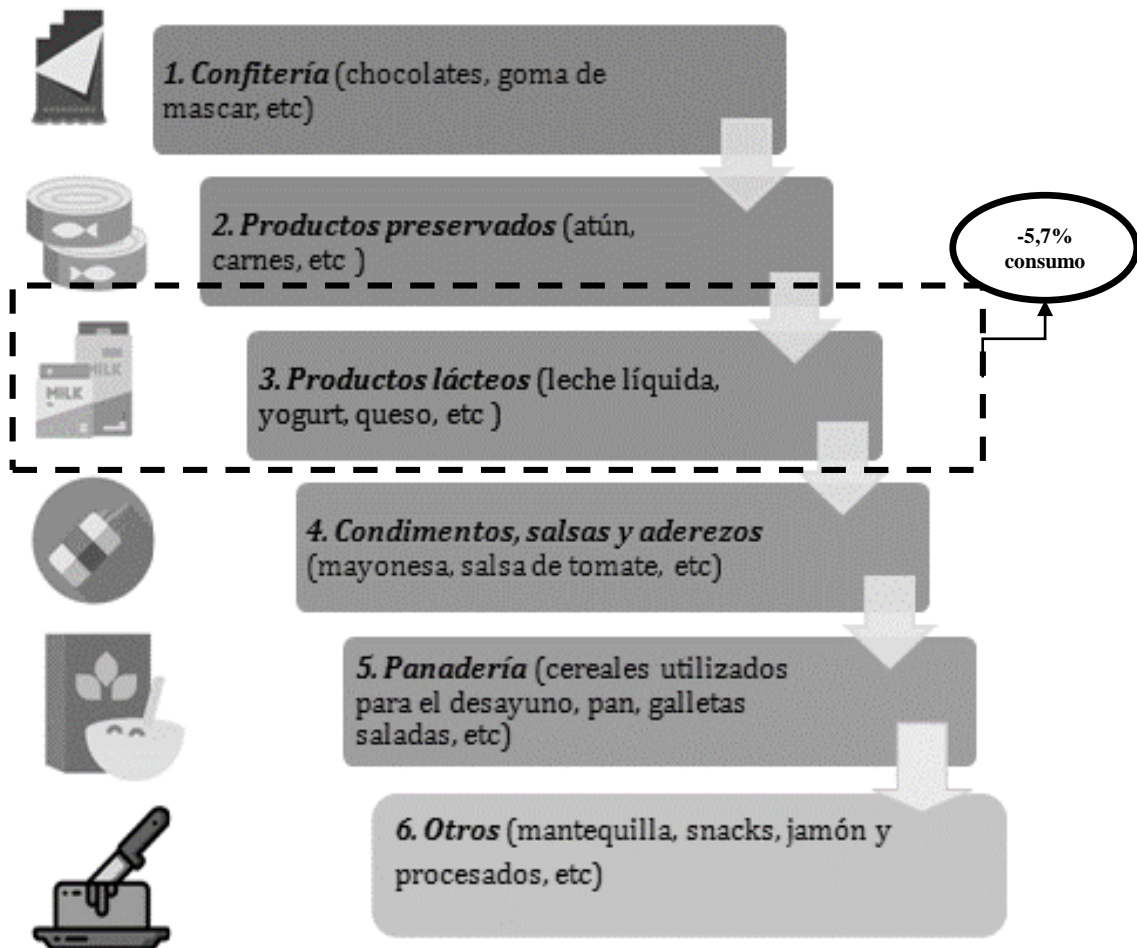 1. Confitería (chocolates, goma de
mascar, etc)
2. Productos preservados (atún,
carnes, etc )
-5,7%
consumo
MILK
MILK
3. Productos lácteos (leche líquida,
yogurt, queso, etc )
4. Condimentos, salsas y aderezos
(mayonesa, salsa de tomate, etc)
5. Panadería (cereales utilizados
para el desayuno, pan, galletas
saladas, etc)
6. Otros (mantequilla, snacks, jamón y
procesados, etc)